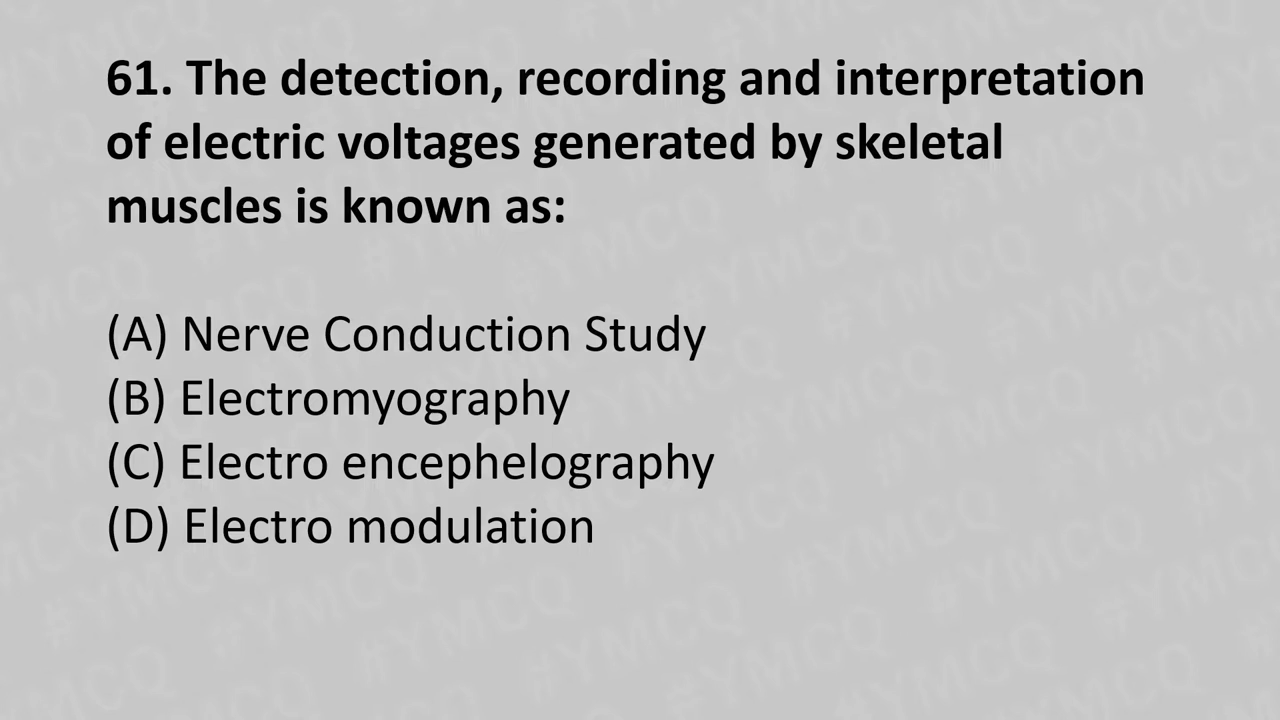 61. The detection, recording and interpretation
of electric voltages generated by skeletal
muscles is known as:
(A) Nerve Conduction Study
(B) Electromyography
(C) Electro encephelography
(D) Electro modulation
#YMCQ